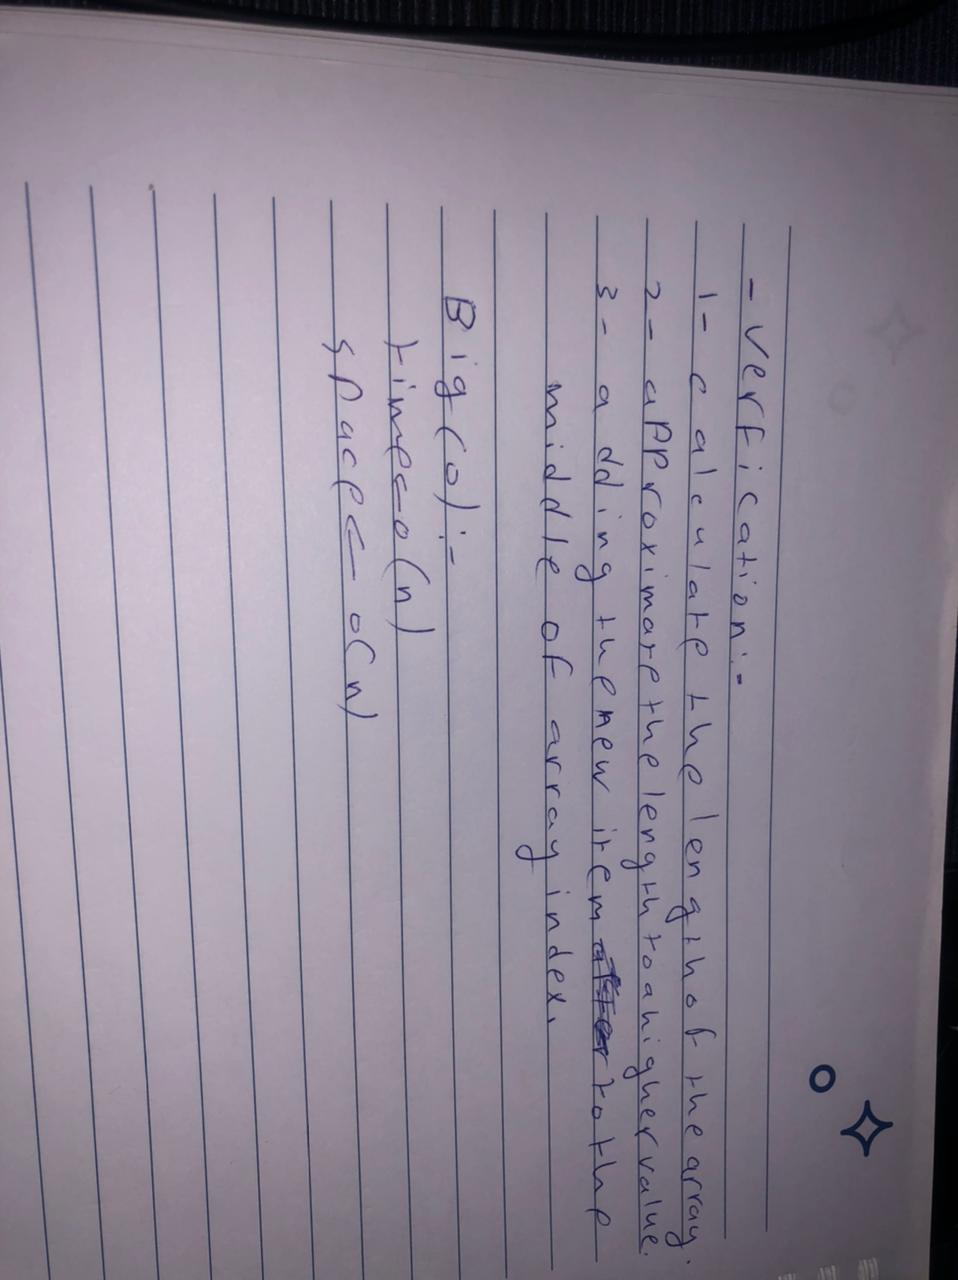 - Verfication:-
1- calculate the length of the array.
2- approximate the length to a higher value.
3- adding the new item to the
middle of array index.
Big(o):-
time<-o(n)
space<-o(n)